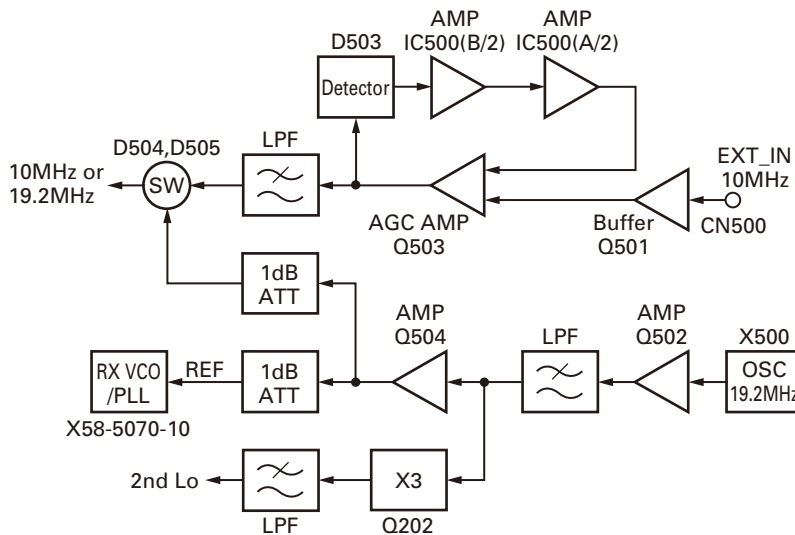 AMP
IC500(B/2)
AMP
IC500(A/2)
D503
Detector
D504,D505
LPF
10MHz or
19.2MHz
SW
EXT_IN
10MHz
CN500
AGC AMP
Q503
Buffer
Q501
1dB
ATT
AMP
Q504
LPF
AMP
Q502
X500
OSC
19.2MHz
RX VCO
/PLL
REF
1dB
ATT
X58-5070-10
2nd Lo
LPF
X3
Q202